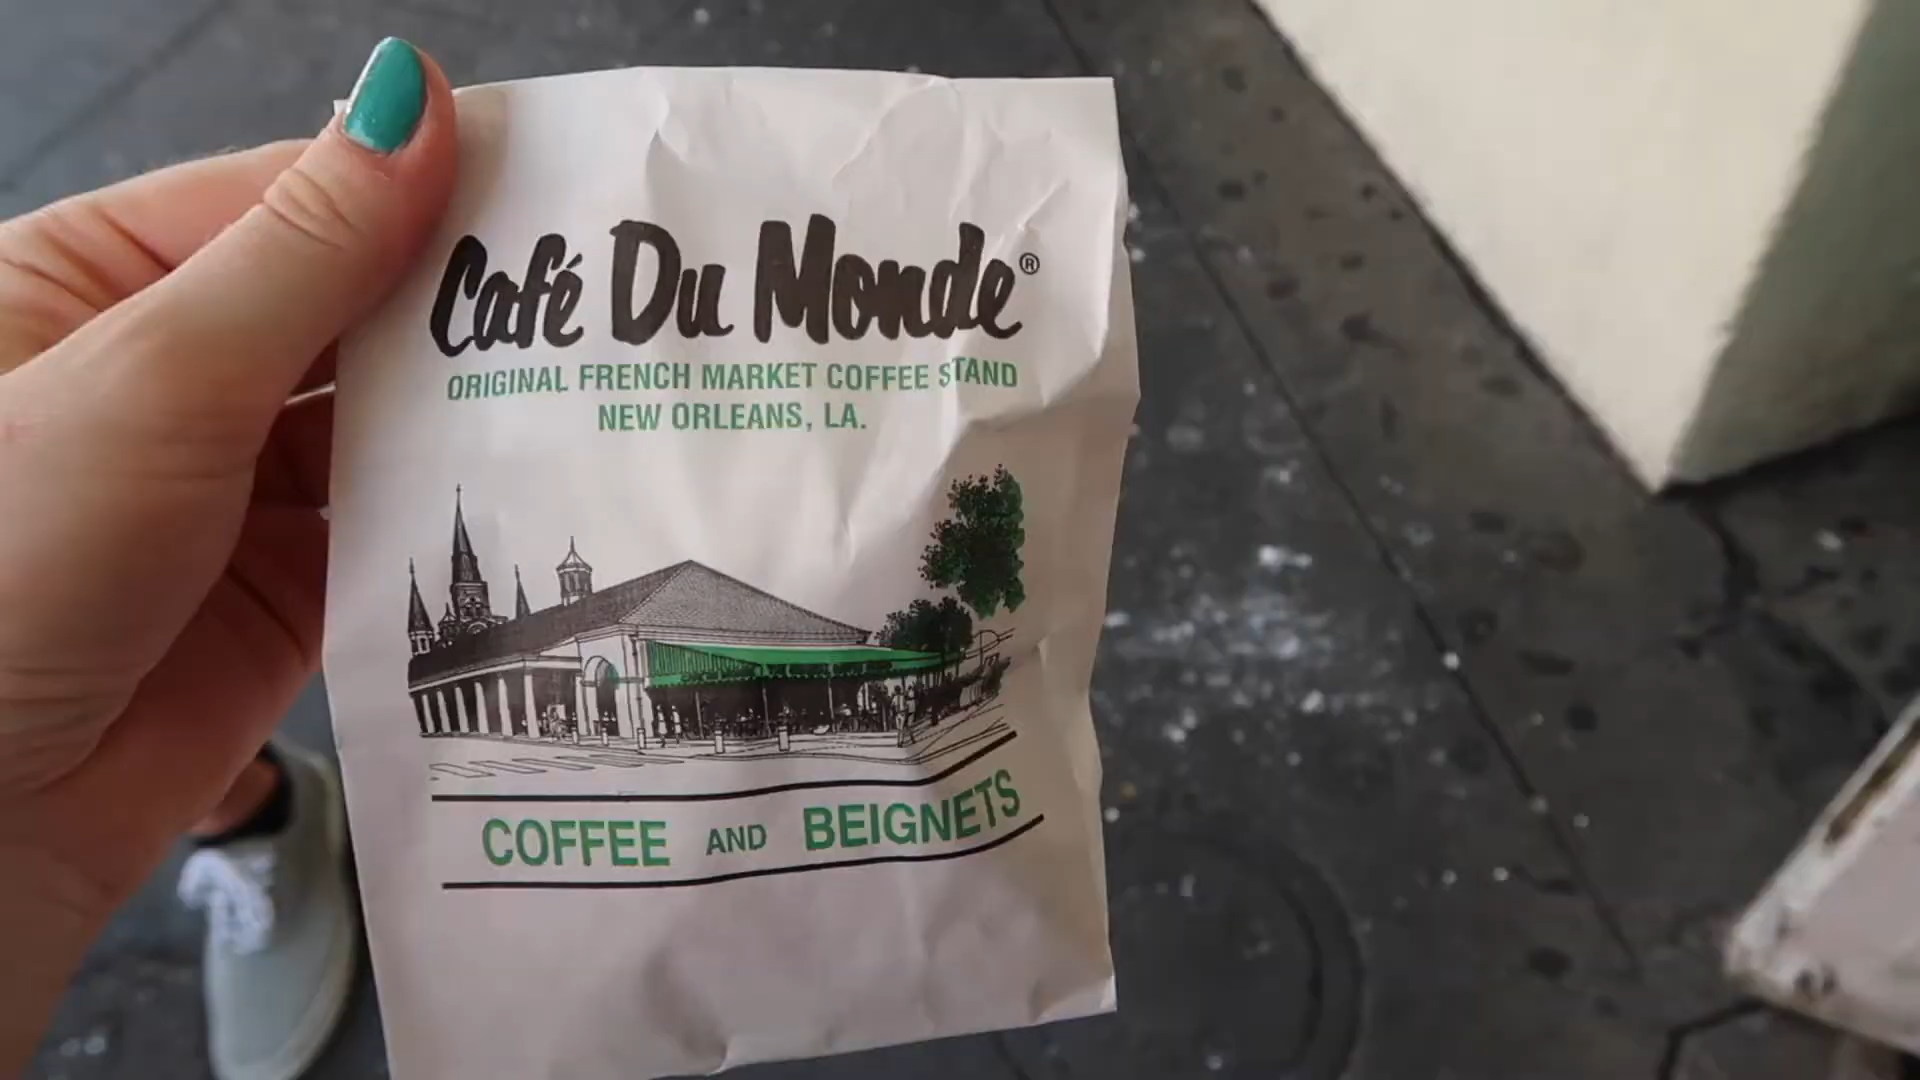 Café Du Monde®
ORIGINAL FRENCH MARKET COFFEE STAND
NEW ORLEANS, LA.
COFFEE AND BEIGNETS